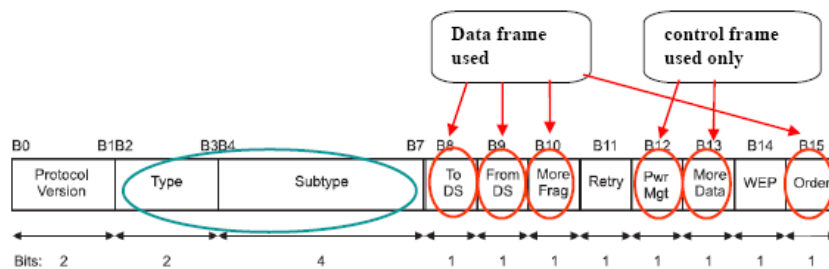 Data frame
used
control frame
used only
B0 B1B2 B3B4 B7 B8 B9 B10 B11 B12 B13 B14 B15
Protocol
Version
Type
Subtype
To
DS
From
DS
More
Frag
Retry
Pwr
Mgt
More
Data
WEP
Order
Bits: 2 2 4 1 1 1 1 1 1 1 1